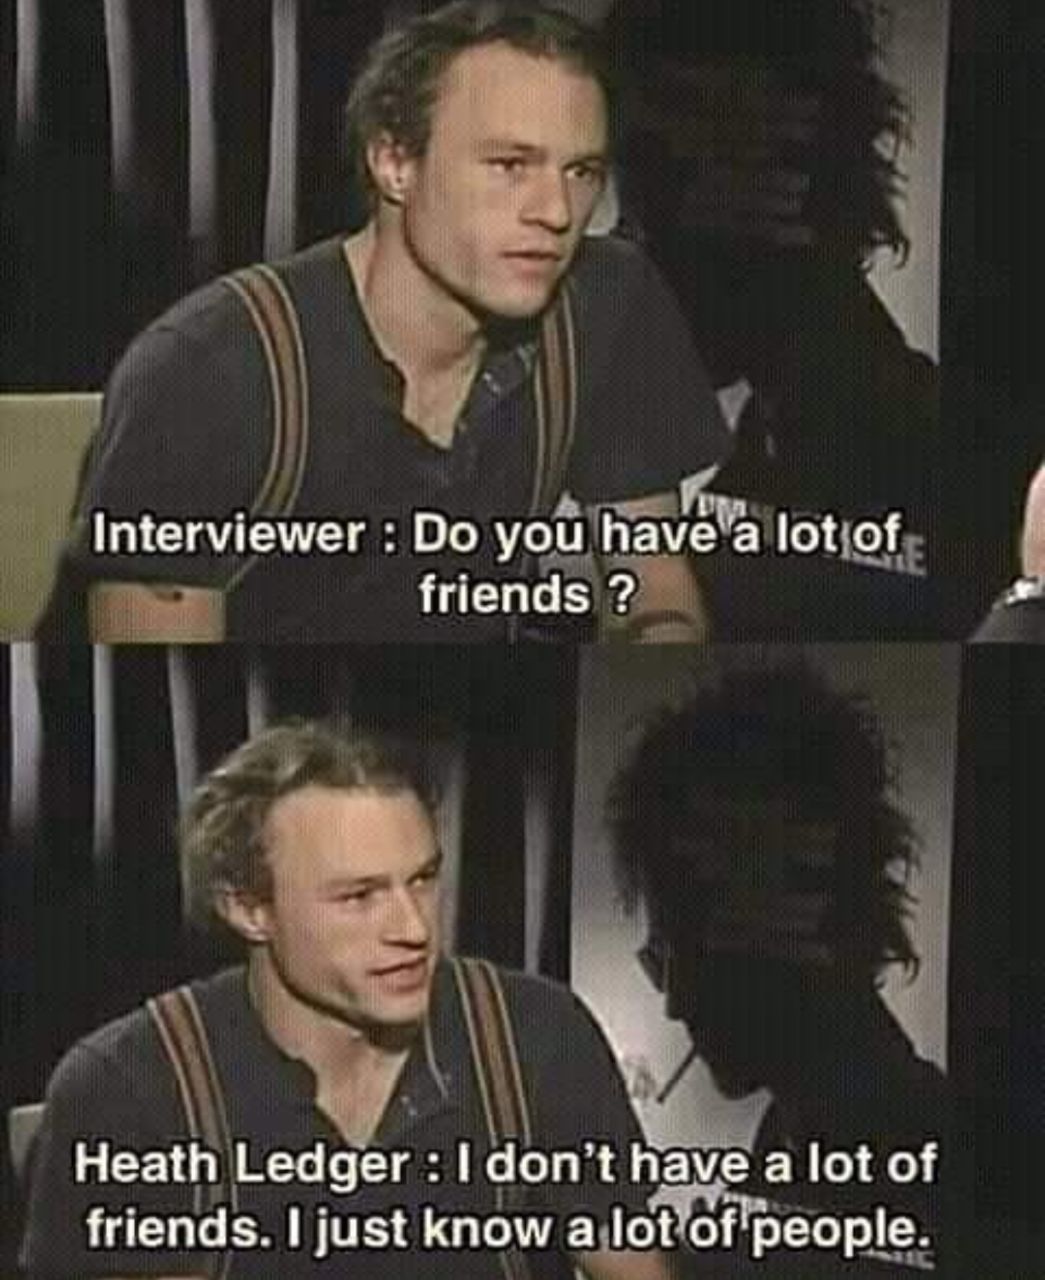 Interviewer : Do you have a lot of
friends ?
Heath Ledger : I don't have a lot of
friends. I just know a lot of people.